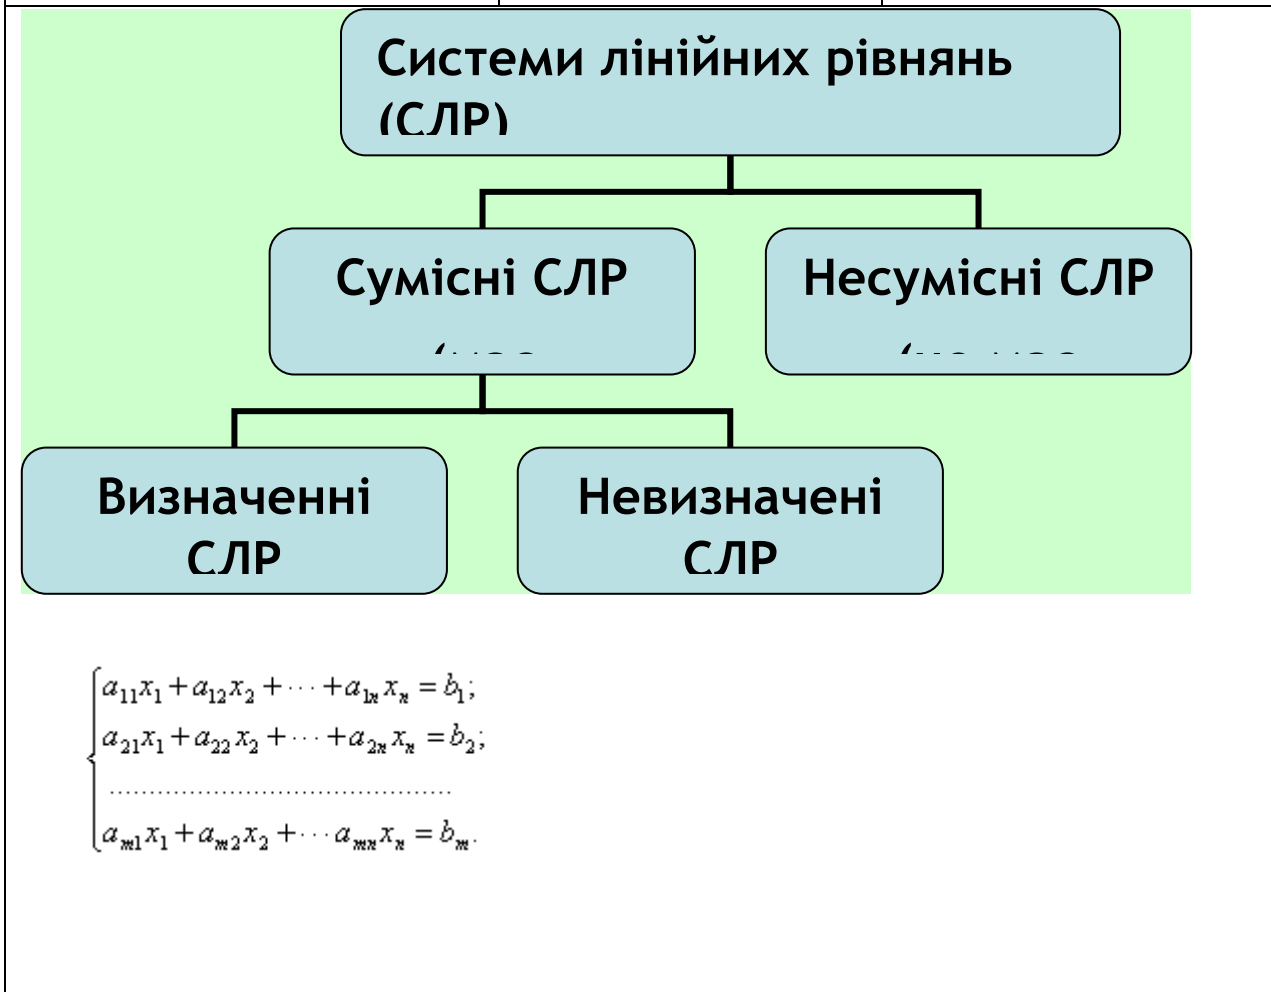 Системи лінійних рівнянь
(СЛР)
Сумісні СЛР
Несумісні СЛР
Визначенні
СЛР
Невизначені
СЛР
a₁₁x₁ + a₁₂x₂ + ··· + a₁ₙxₙ = b₁;
a₂₁x₁ + a₂₂x₂ + ··· + a₂ₙxₙ = b₂;
...........................................
aₘ₁x₁ + aₘ₂x₂ + ··· aₘₙxₙ = bₘ.